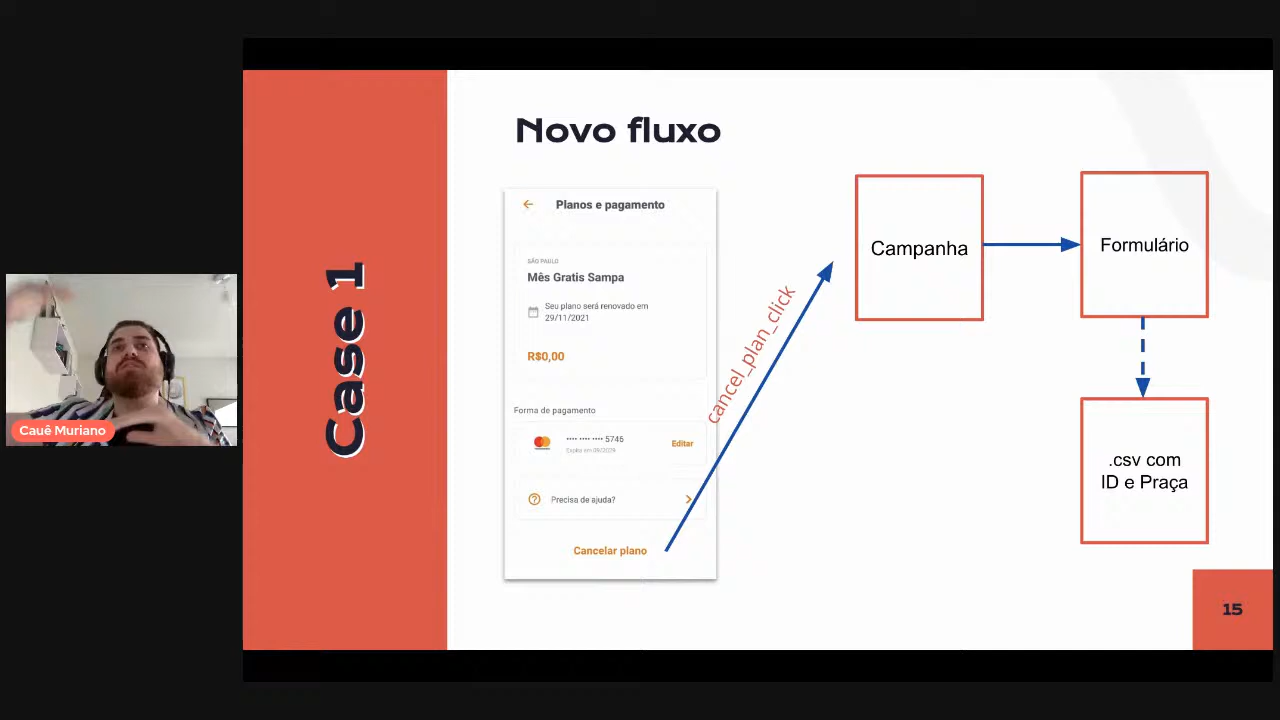 Case 1
Novo fluxo
Planos e pagamento
SÃO PAULO
Mês Gratis Sampa
Seu plano será renovado em
29/11/2021
R$0,00
Forma de pagamento
•••• •••• •••• 5746
Editar
Precisa de ajuda?
Cancelar plano
cancel_plan_click
Campanha
Formulário
.csv com
ID e Praça
15
Cauê Muriano